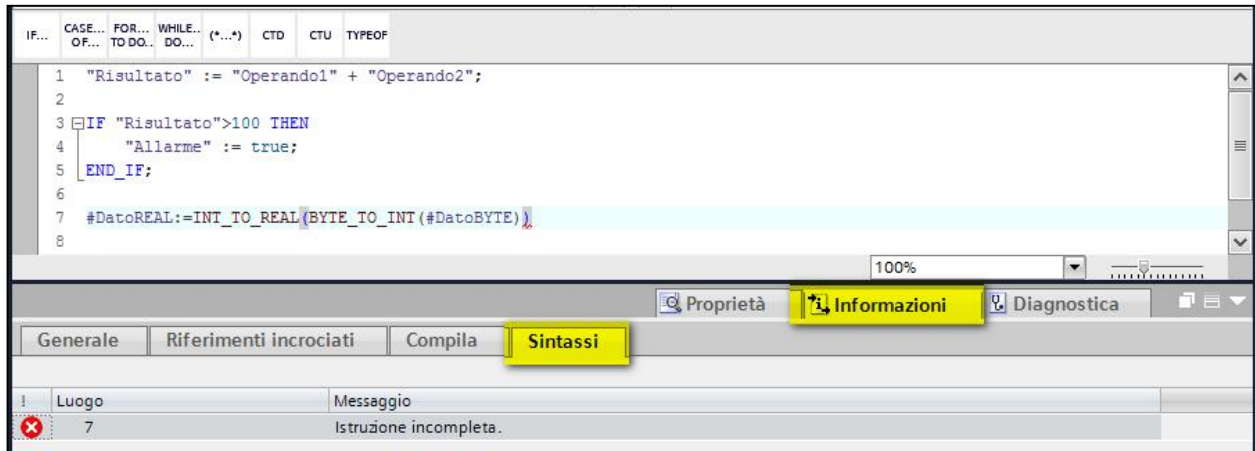 IF... CASE... OF... FOR... TO DO.. WHILE.. DO... (*...*) CTD CTU TYPEOF
1 "Risultato" := "Operando1" + "Operando2";
2
3 IF "Risultato">100 THEN
4 "Allarme" := true;
5 END_IF;
6
7 #DatoREAL:=INT_TO_REAL(BYTE_TO_INT(#DatoBYTE))
8
100%
Proprietà Informazioni Diagnostica
Generale Riferimenti incrociati Compila Sintassi
! Luogo Messaggio
7 Istruzione incompleta.